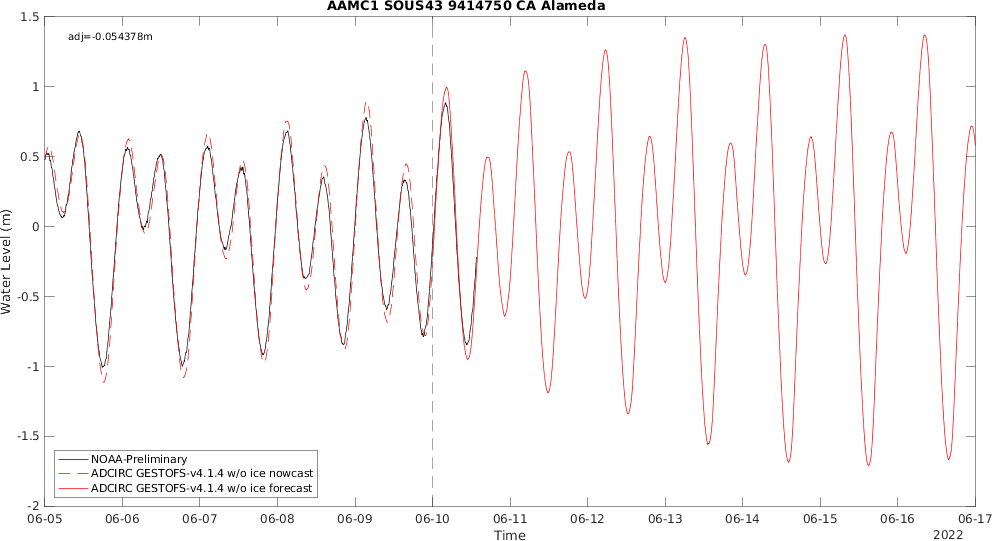 AAMC1 SOUS43 9414750 CA Alameda
adj=-0.054378m
1.5
1
0.5
0
-0.5
-1
-1.5
-2
Water Level (m)
NOAA-Preliminary
ADCIRC GESTOFS-v4.1.4 w/o ice nowcast
ADCIRC GESTOFS-v4.1.4 w/o ice forecast
06-05 06-06 06-07 06-08 06-09 06-10 06-11 06-12 06-13 06-14 06-15 06-16 06-17
Time
2022